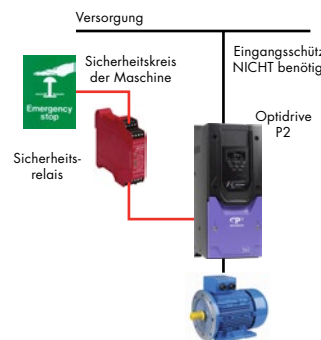 Versorgung
Sicherheitskreis
der Maschine
Eingangsschütz
NICHT benötig
Emergency
stop
Optidrive
P2
Sicherheits-
relais